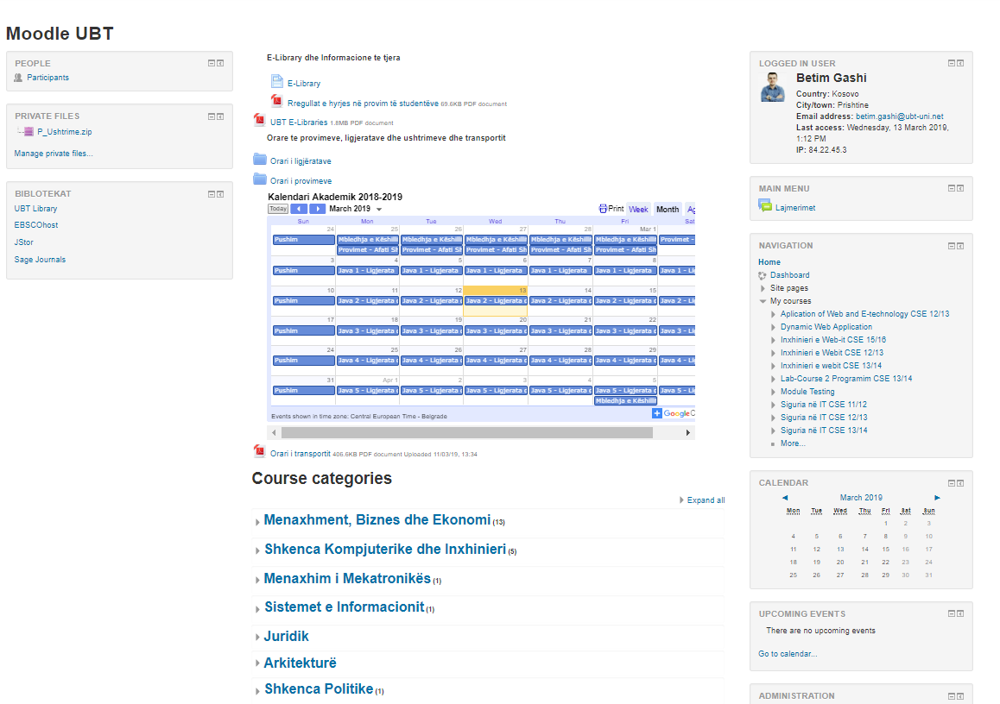 Moodle UBT
PEOPLE
Participants
PRIVATE FILES
P_Ushtrime.zip
Manage private files...
BIBLOTEKAT
UBT Library
EBSCOhost
JStor
Sage Journals
E-Library dhe Informacione te tjera
E-Library
Rregullat e hyrjes në provim të studentëve 69.6KB PDF document
UBT E-Libraries 1.8MB PDF document
Orare te provimeve, ligjeratave dhe ushtrimeve dhe transportit
Orari i ligjëratave
Orari i provimeve
Kalendari Akademik 2018-2019
Today March 2019 Print Week Month Ag
Sun Mon Tue Wed Thu Fri Sat
24 25 26 27 28 Mar 1
Pushim Mbledhja e Këshilli Mbledhja e Këshilli Mbledhja e Këshilli Mbledhja e Këshilli Mbledhja e Këshilli Provimet -
Provimet - Afati Sh Provimet - Afati Sh Provimet - Afati Sh Provimet - Afati Sh Provimet - Afati Sh
3 4 5 6 7 8
Pushim Java 1 - Ligjerata Java 1 - Ligjerata Java 1 - Ligjerata Java 1 - Ligjerata Java 1 - Ligjerata Java 1 - Li
10 11 12 13 14 15
Pushim Java 2 - Ligjerata d Java 2 - Ligjerata d Java 2 - Ligjerata d Java 2 - Ligjerata d Java 2 - Ligjerata d Java 2 - Li
17 18 19 20 21 22
Pushim Java 3 - Ligjerata d Java 3 - Ligjerata d Java 3 - Ligjerata d Java 3 - Ligjerata d Java 3 - Ligjerata d Java 3 - Li
24 25 26 27 28 29
Pushim Java 4 - Ligjerata d Java 4 - Ligjerata d Java 4 - Ligjerata d Java 4 - Ligjerata d Java 4 - Ligjerata d Java 4 - Li
31 Apr 1 2 3 4 5
Pushim Java 5 - Ligjerata d Java 5 - Ligjerata d Java 5 - Ligjerata d Java 5 - Ligjerata d Java 5 - Ligjerata d Java 5 - Li
Mbledhja e Këshilli
Events shown in time zone: Central European Time - Belgrade
Google C
Orari i transportit 406.6KB PDF document Uploaded 11/03/19, 13:34
Course categories
Expand all
Menaxhment, Biznes dhe Ekonomi (13)
Shkenca Kompjuterike dhe Inxhinieri (5)
Menaxhim i Mekatronikës (1)
Sistemet e Informacionit (1)
Juridik
Arkitekturë
Shkenca Politike (1)
LOGGED IN USER
Betim Gashi
Country: Kosovo
City/town: Prishtine
Email address: betim.gashi@ubt-uni.net
Last access: Wednesday, 13 March 2019,
1:12 PM
IP: 84.22.45.3
MAIN MENU
Lajmerimet
NAVIGATION
Home
Dashboard
Site pages
My courses
Aplication of Web and E-technology CSE 12/13
Dynamic Web Application
Inxhinieri e Web-it CSE 15/16
Inxhinieri e Webit CSE 12/13
Inxhinieri e webit CSE 13/14
Lab-Course 2 Programim CSE 13/14
Module Testing
Siguria në IT CSE 11/12
Siguria në IT CSE 12/13
Siguria në IT CSE 13/14
More...
CALENDAR
◄ March 2019 ►
Mon Tue Wed Thu Fri Sat Sun
1 2 3
4 5 6 7 8 9 10
11 12 13 14 15 16 17
18 19 20 21 22 23 24
25 26 27 28 29 30 31
UPCOMING EVENTS
There are no upcoming events
Go to calendar...
ADMINISTRATION